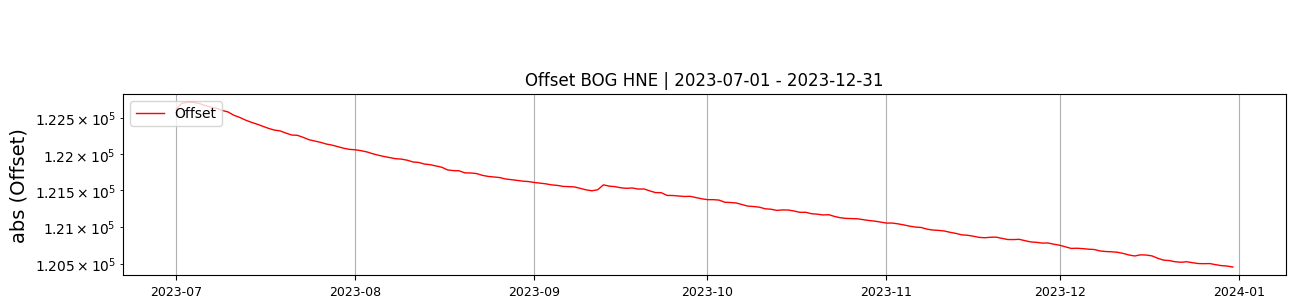 Offset BOG HNE | 2023-07-01 - 2023-12-31
Offset
abs (Offset)
1.225 × 10⁵
1.22 × 10⁵
1.215 × 10⁵
1.21 × 10⁵
1.205 × 10⁵
2023-07 2023-08 2023-09 2023-10 2023-11 2023-12 2024-01